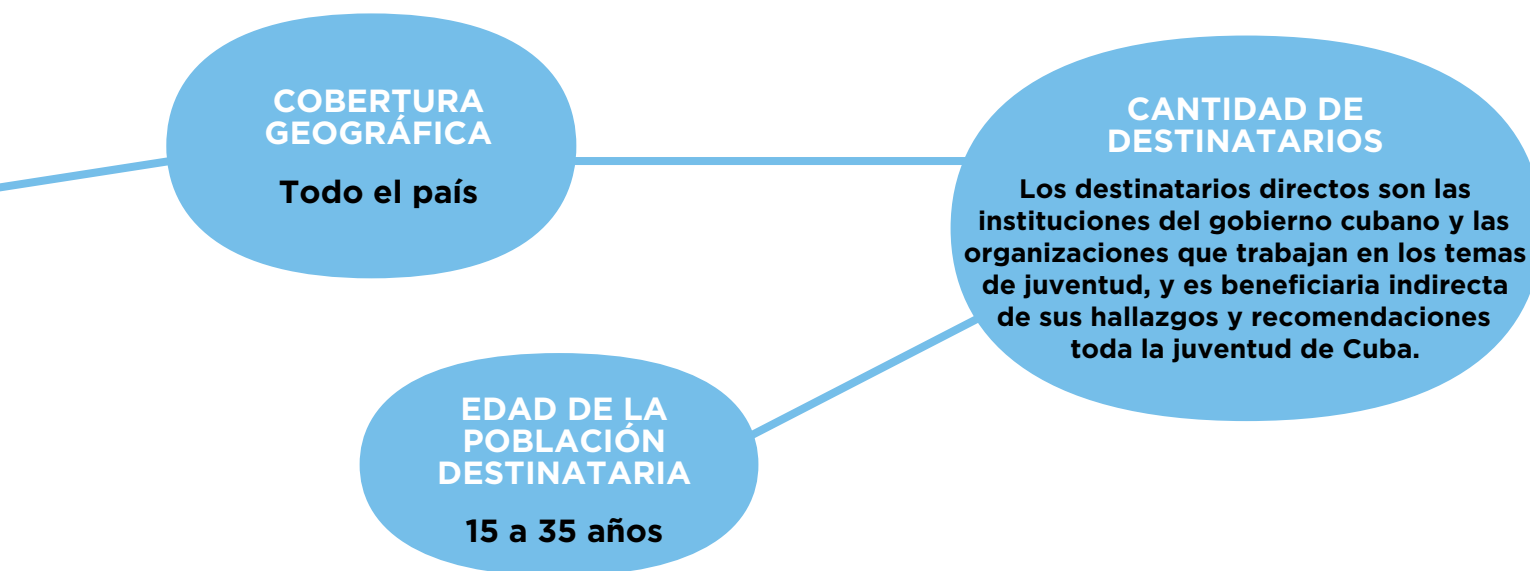 COBERTURA
GEOGRÁFICA
Todo el país
CANTIDAD DE
DESTINATARIOS
Los destinatarios directos son las
instituciones del gobierno cubano y las
organizaciones que trabajan en los temas
de juventud, y es beneficiaria indirecta
de sus hallazgos y recomendaciones
toda la juventud de Cuba.
EDAD DE LA
POBLACIÓN
DESTINATARIA
15 a 35 años